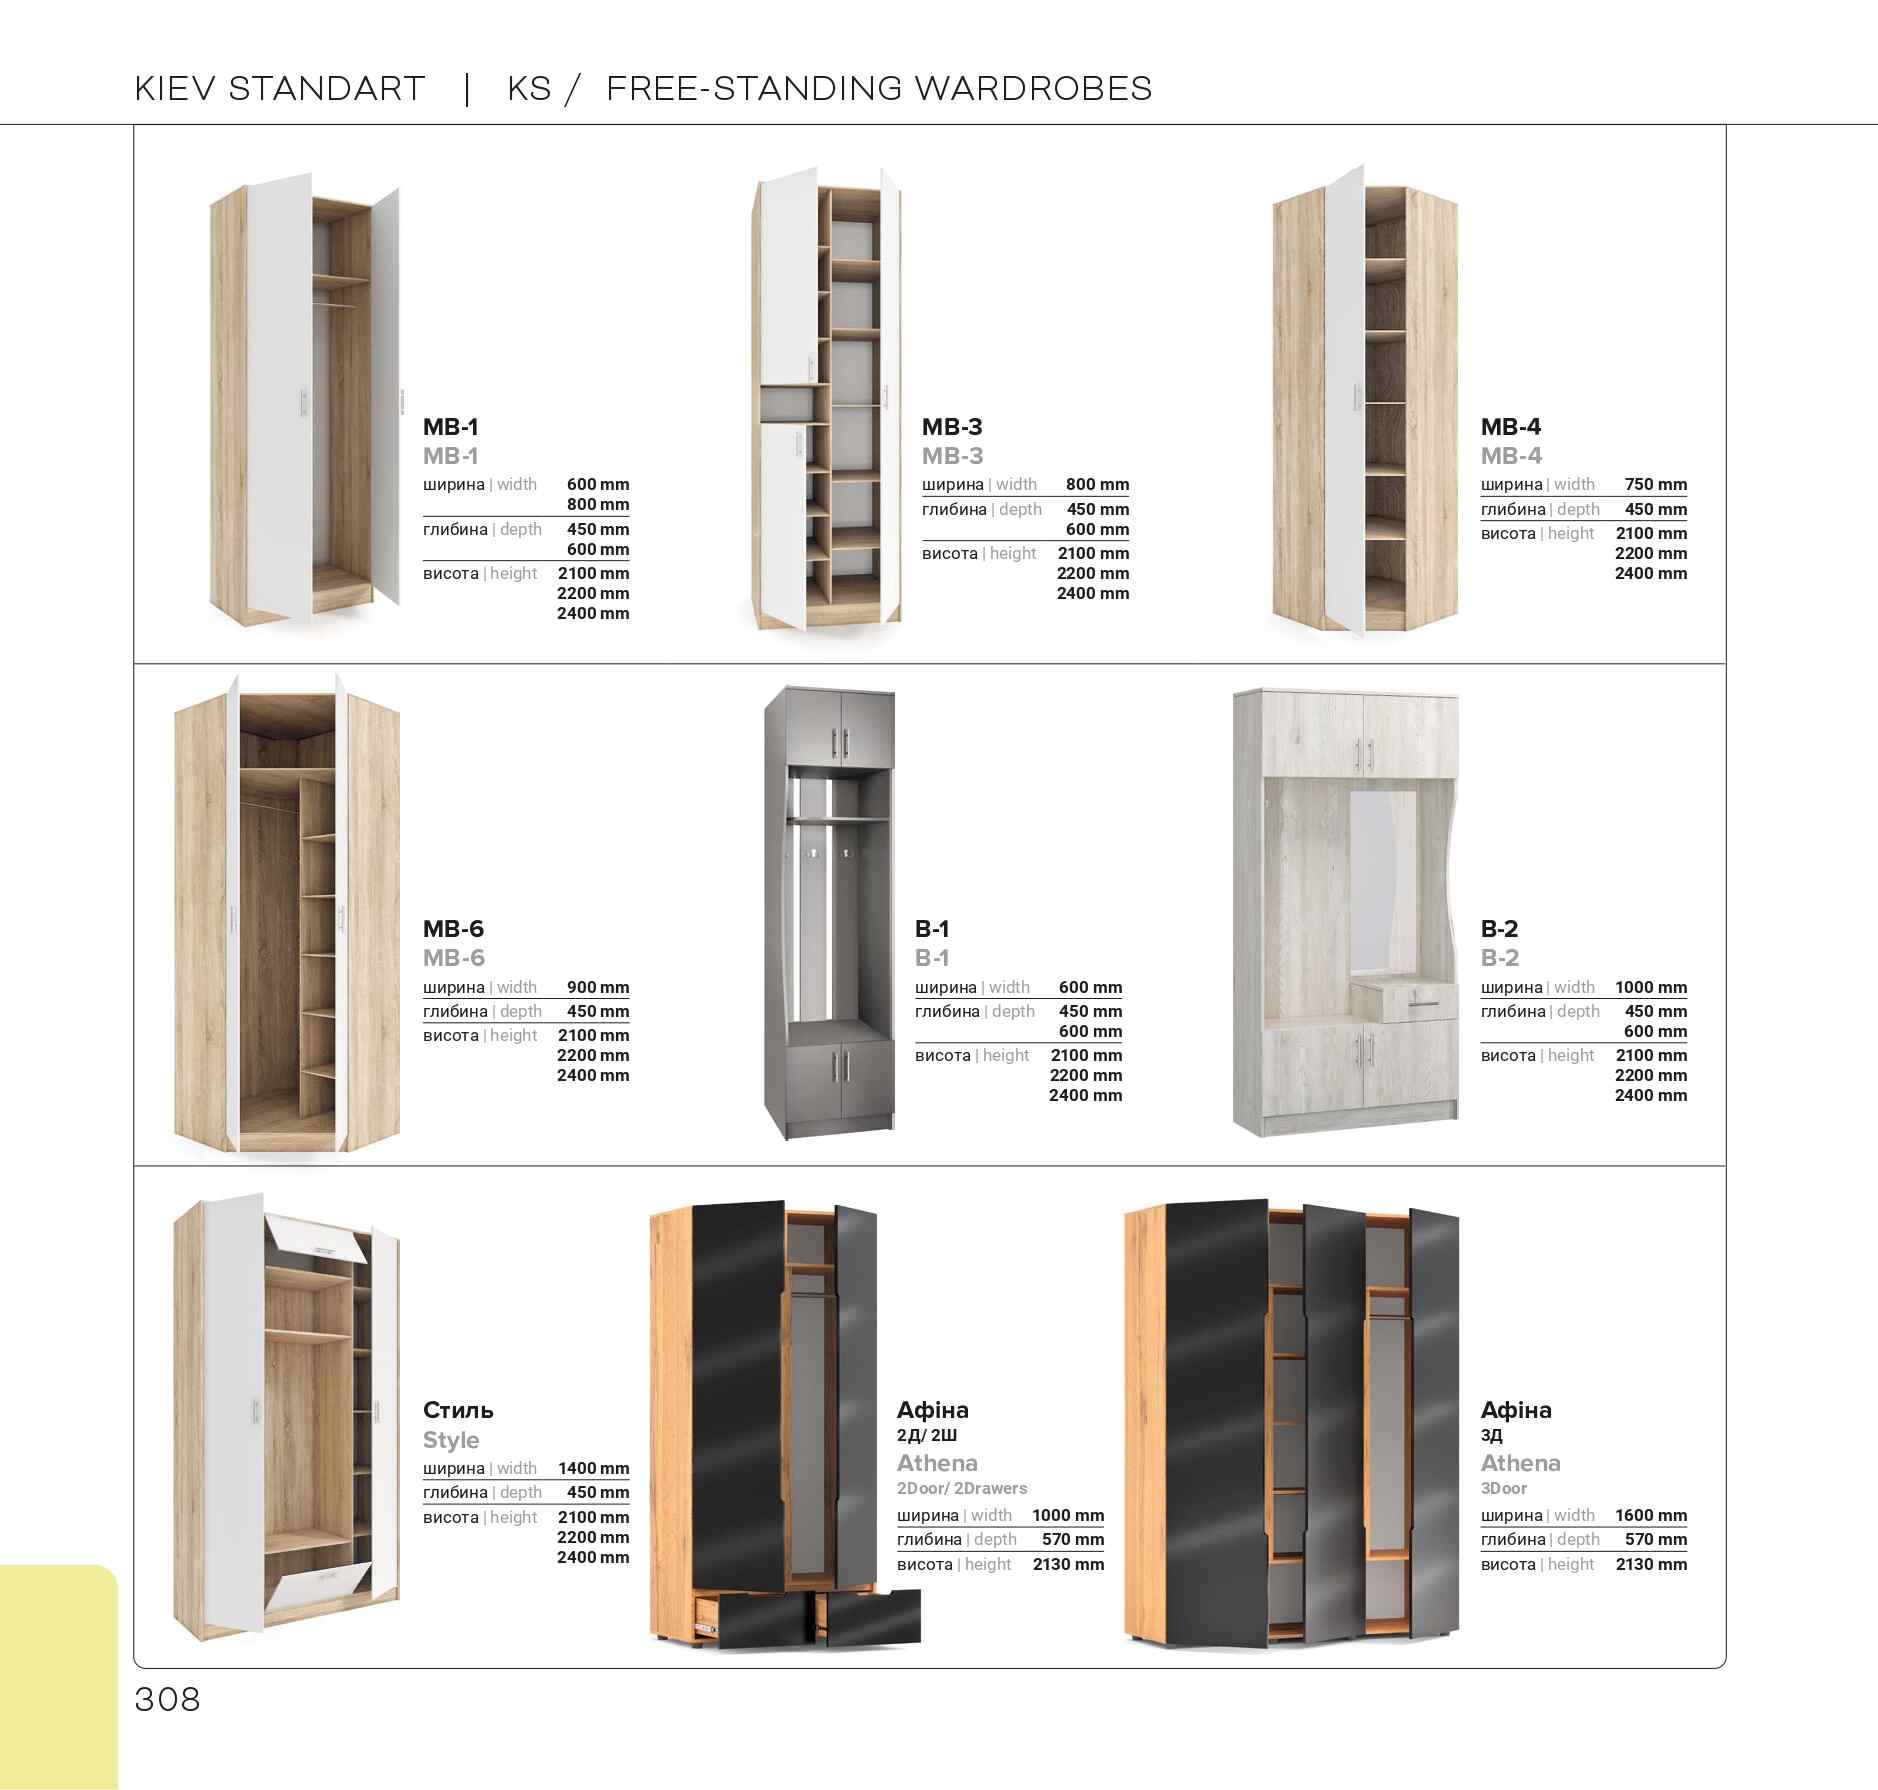 KIEV STANDART | KS / FREE-STANDING WARDROBES
МВ-1
MB-1
ширина | width 600 mm
800 mm
глибина | depth 450 mm
600 mm
висота | height 2100 mm
2200 mm
2400 mm
МВ-3
MB-3
ширина | width 800 mm
глибина | depth 450 mm
600 mm
висота | height 2100 mm
2200 mm
2400 mm
МВ-4
MB-4
ширина | width 750 mm
глибина | depth 450 mm
висота | height 2100 mm
2200 mm
2400 mm
МВ-6
MB-6
ширина | width 900 mm
глибина | depth 450 mm
висота | height 2100 mm
2200 mm
2400 mm
В-1
B-1
ширина | width 600 mm
глибина | depth 450 mm
600 mm
висота | height 2100 mm
2200 mm
2400 mm
В-2
B-2
ширина | width 1000 mm
глибина | depth 450 mm
600 mm
висота | height 2100 mm
2200 mm
2400 mm
Стиль
Style
ширина | width 1400 mm
глибина | depth 450 mm
висота | height 2100 mm
2200 mm
2400 mm
Афіна
2Д/ 2Ш
Athena
2Door/ 2Drawers
ширина | width 1000 mm
глибина | depth 570 mm
висота | height 2130 mm
Афіна
3Д
Athena
3Door
ширина | width 1600 mm
глибина | depth 570 mm
висота | height 2130 mm
308